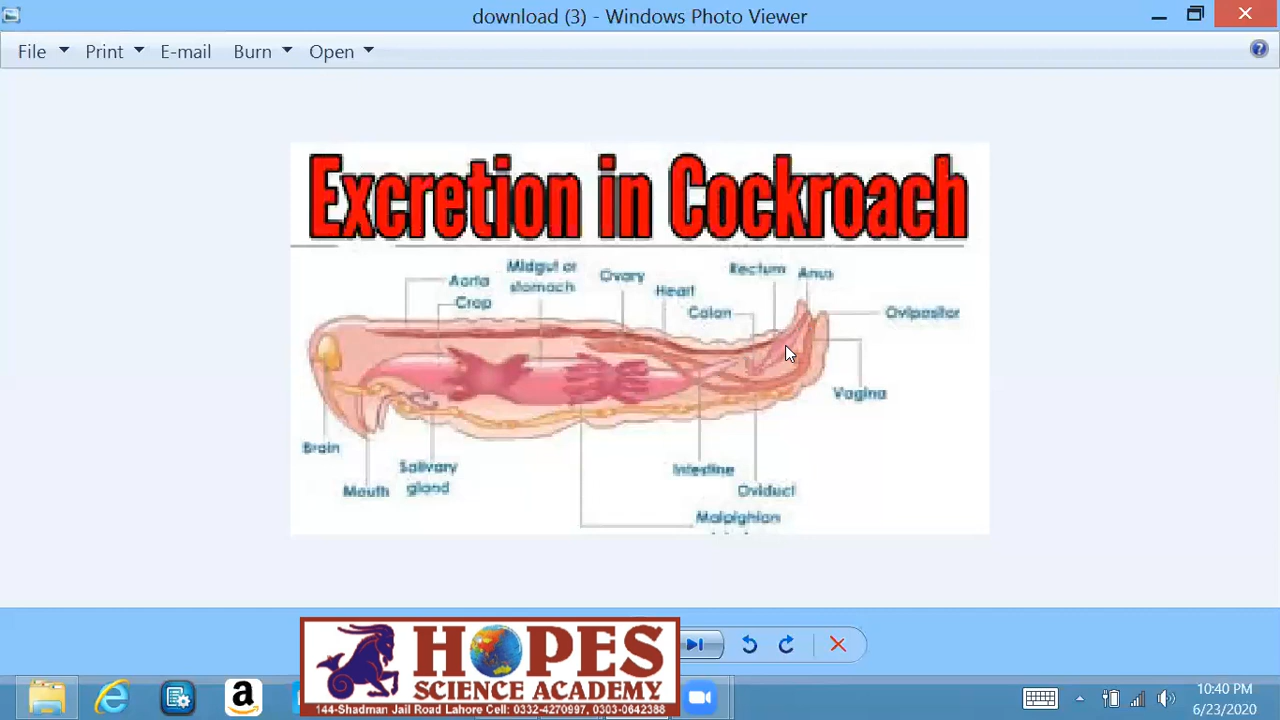 download (3) - Windows Photo Viewer
File Print E-mail Burn Open
Excretion in Cockroach
Aorta
Crop
Midgut or
stomach
Ovary
Heart
Colon
Rectum
Anus
Ovipositor
Vagina
Brain
Mouth
Salivary
gland
Intestine
Oviduct
Malpighian
HOPES
SCIENCE ACADEMY
144-Shadman Jail Road Lahore Cell: 0332-4270997, 0303-0642388
10:40 PM
6/23/2020